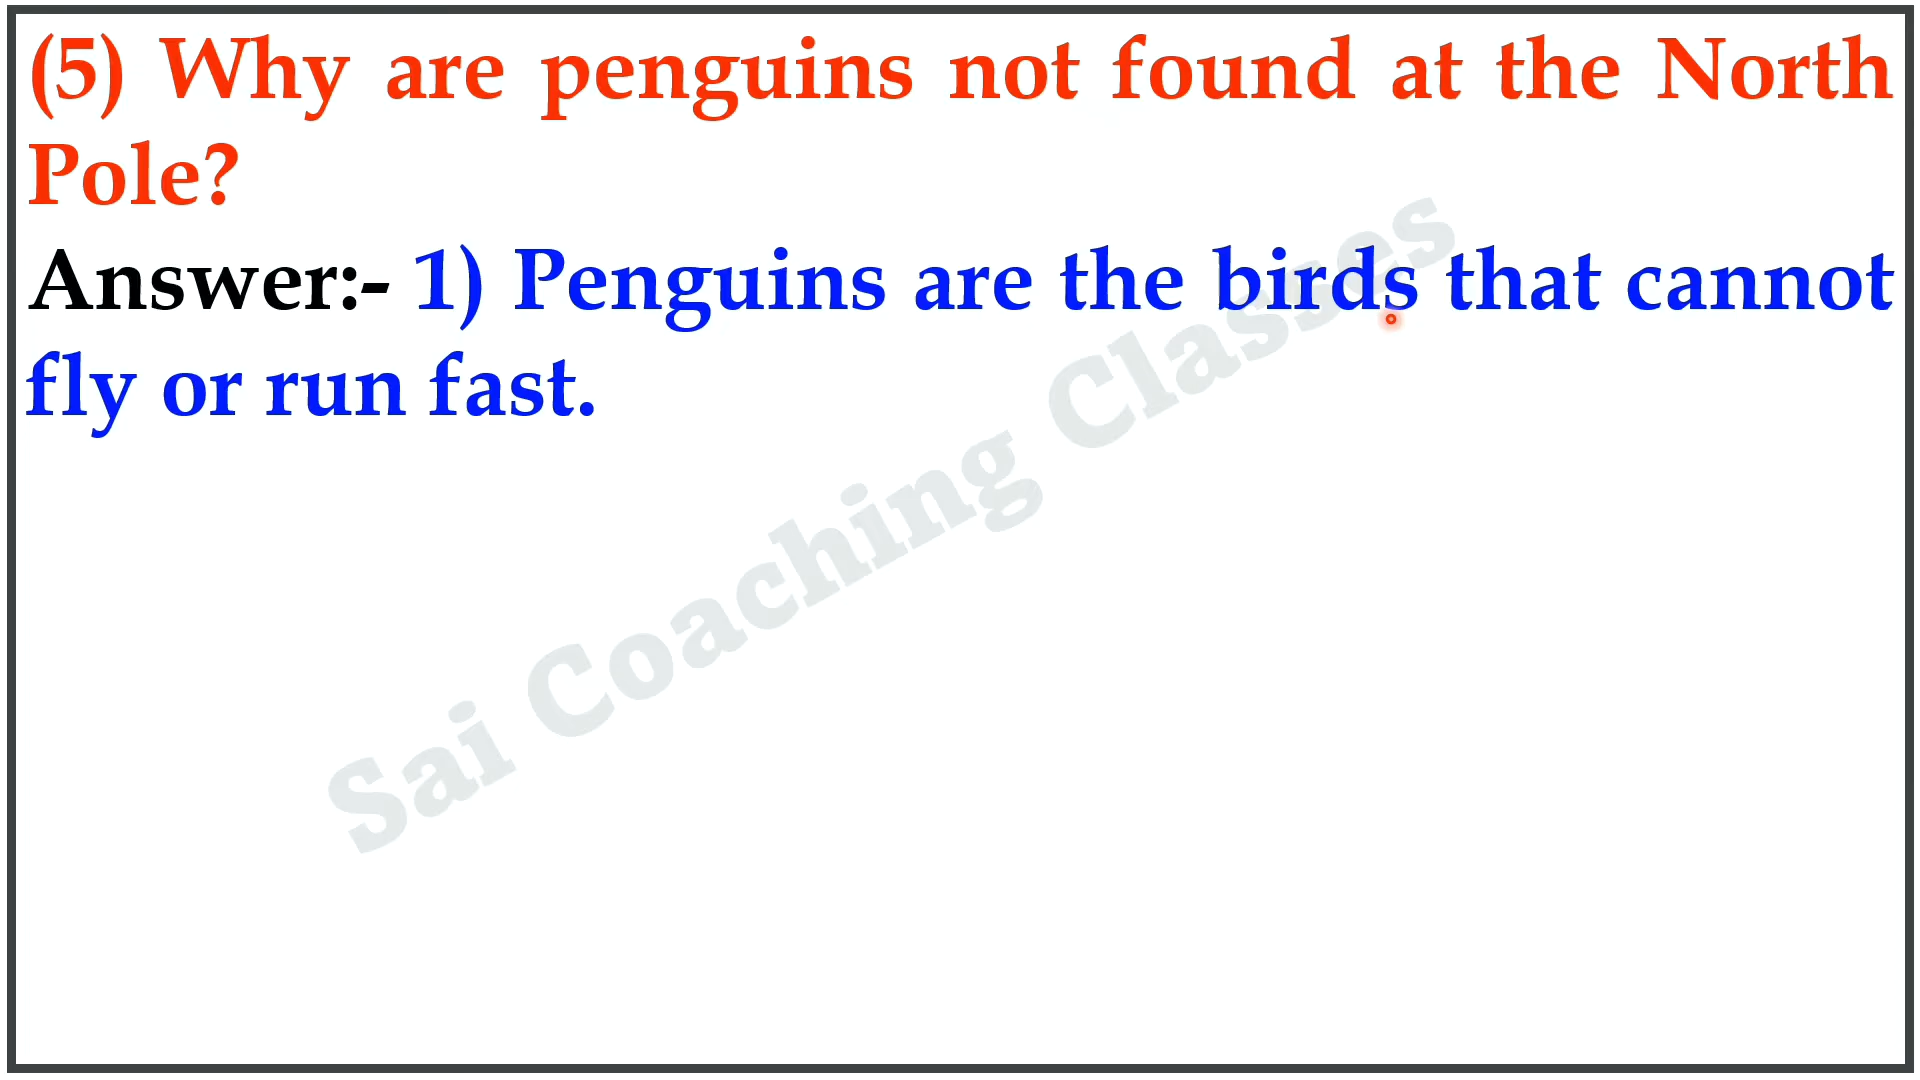 (5) Why are penguins not found at the North
Pole?
Answer:- 1) Penguins are the birds that cannot
fly or run fast.
Sai Coaching Classes